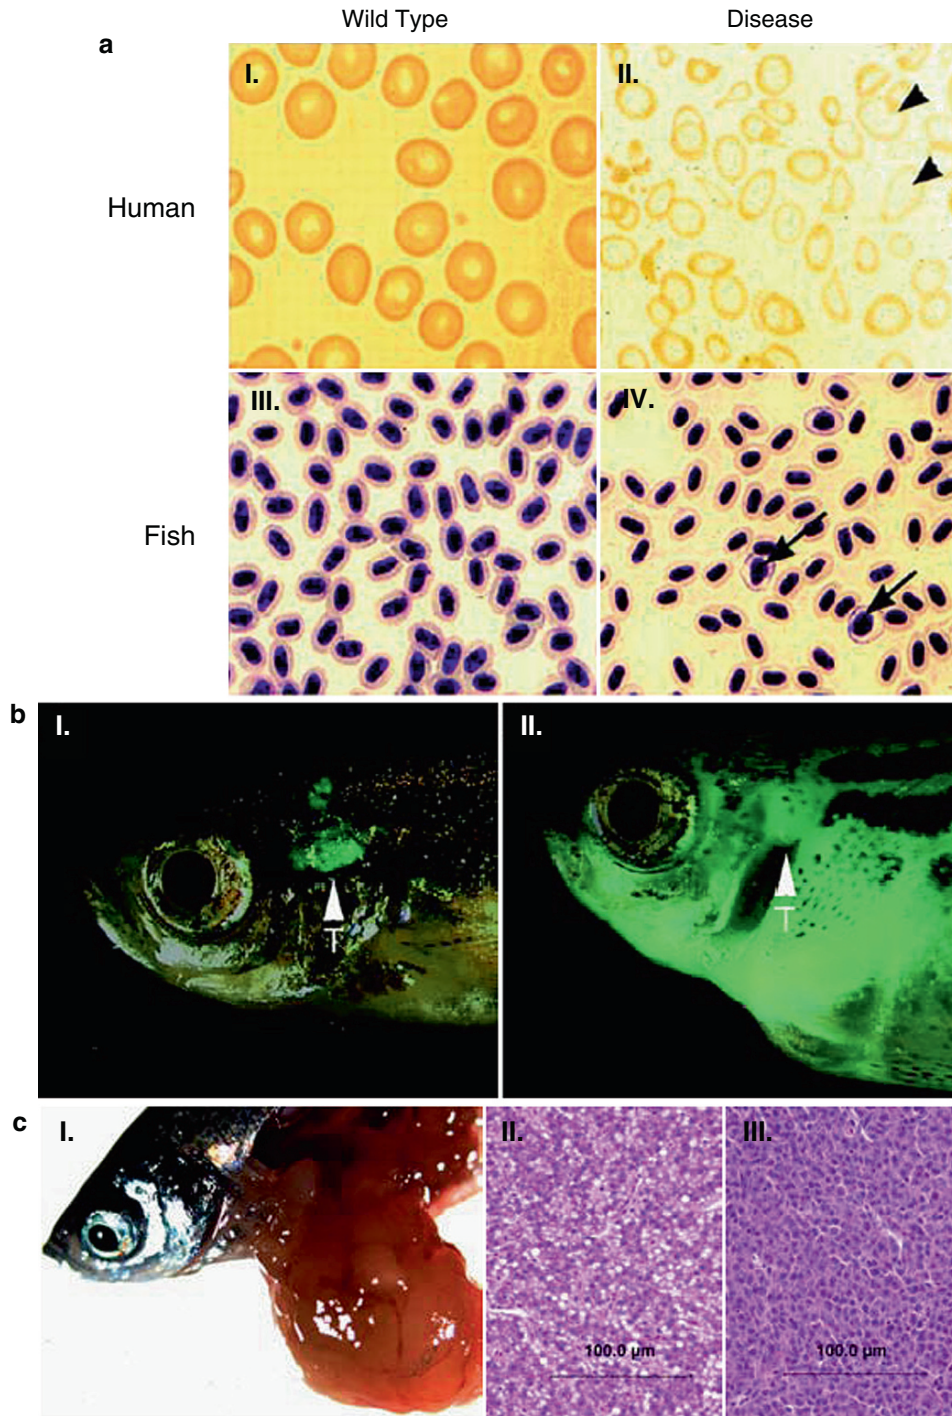 Wild Type
Disease
a
Human
I.
II.
Fish
III.
IV.
b
I.
II.
T
T
c
I.
II.
III.
100.0 µm
100.0 µm